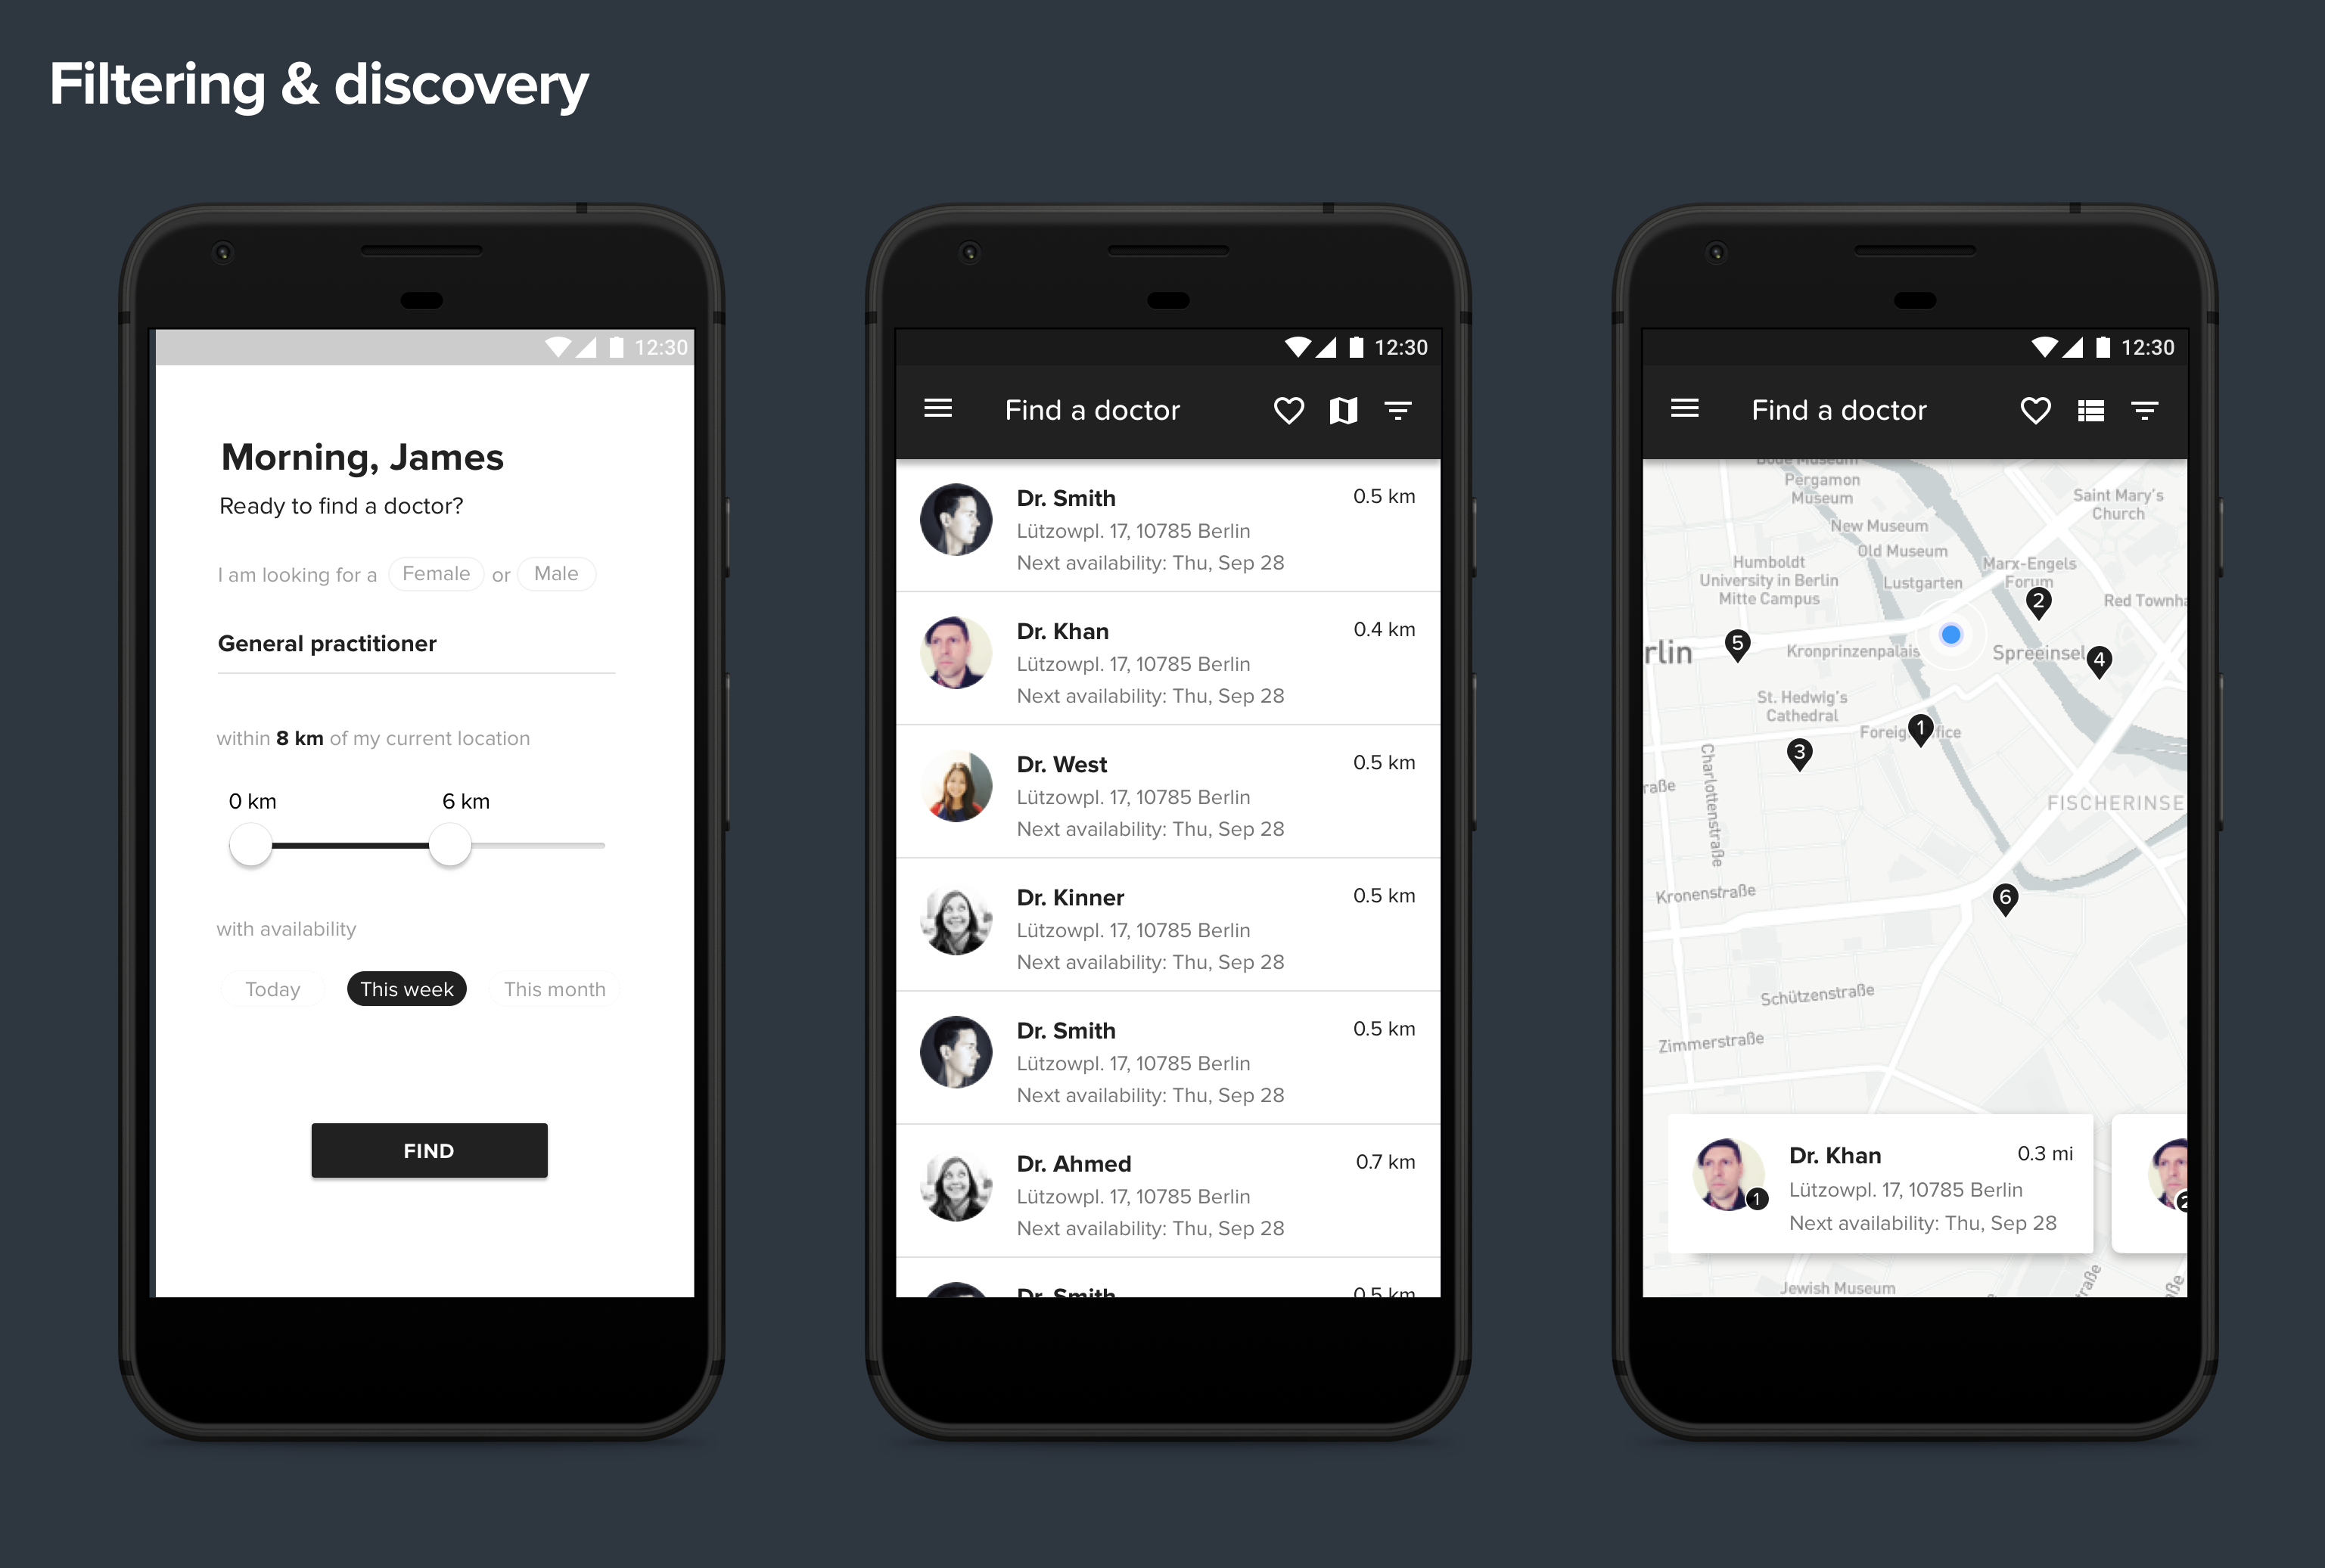 Filtering & discovery
12:30
Morning, James
Ready to find a doctor?
I am looking for a Female or Male
General practitioner
within 8 km of my current location
0 km 6 km
with availability
Today This week This month
FIND
12:30
Find a doctor
Dr. Smith 0.5 km
Lützowpl. 17, 10785 Berlin
Next availability: Thu, Sep 28
Dr. Khan 0.4 km
Lützowpl. 17, 10785 Berlin
Next availability: Thu, Sep 28
Dr. West 0.5 km
Lützowpl. 17, 10785 Berlin
Next availability: Thu, Sep 28
Dr. Kinner 0.5 km
Lützowpl. 17, 10785 Berlin
Next availability: Thu, Sep 28
Dr. Smith 0.5 km
Lützowpl. 17, 10785 Berlin
Next availability: Thu, Sep 28
Dr. Ahmed 0.7 km
Lützowpl. 17, 10785 Berlin
Next availability: Thu, Sep 28
Dr. Smith 0.5 km
12:30
Find a doctor
Bode Museum
Pergamon
Museum
Saint Mary's
Church
New Museum
Old Museum
Humboldt
University in Berlin
Mitte Campus
Marx-Engels
Forum
Lustgarten
2
Red Townha
5
rlin
Kronprinzenpalais
Spreeinsel
4
St. Hedwig's
Cathedral
1
3
Charlottenstraße
raße
FISCHERINSE
Kronenstraße
6
Schützenstraße
Zimmerstraße
Dr. Khan 0.3 mi
1
Lützowpl. 17, 10785 Berlin
Next availability: Thu, Sep 28
2
Jewish Museum
straße
aße